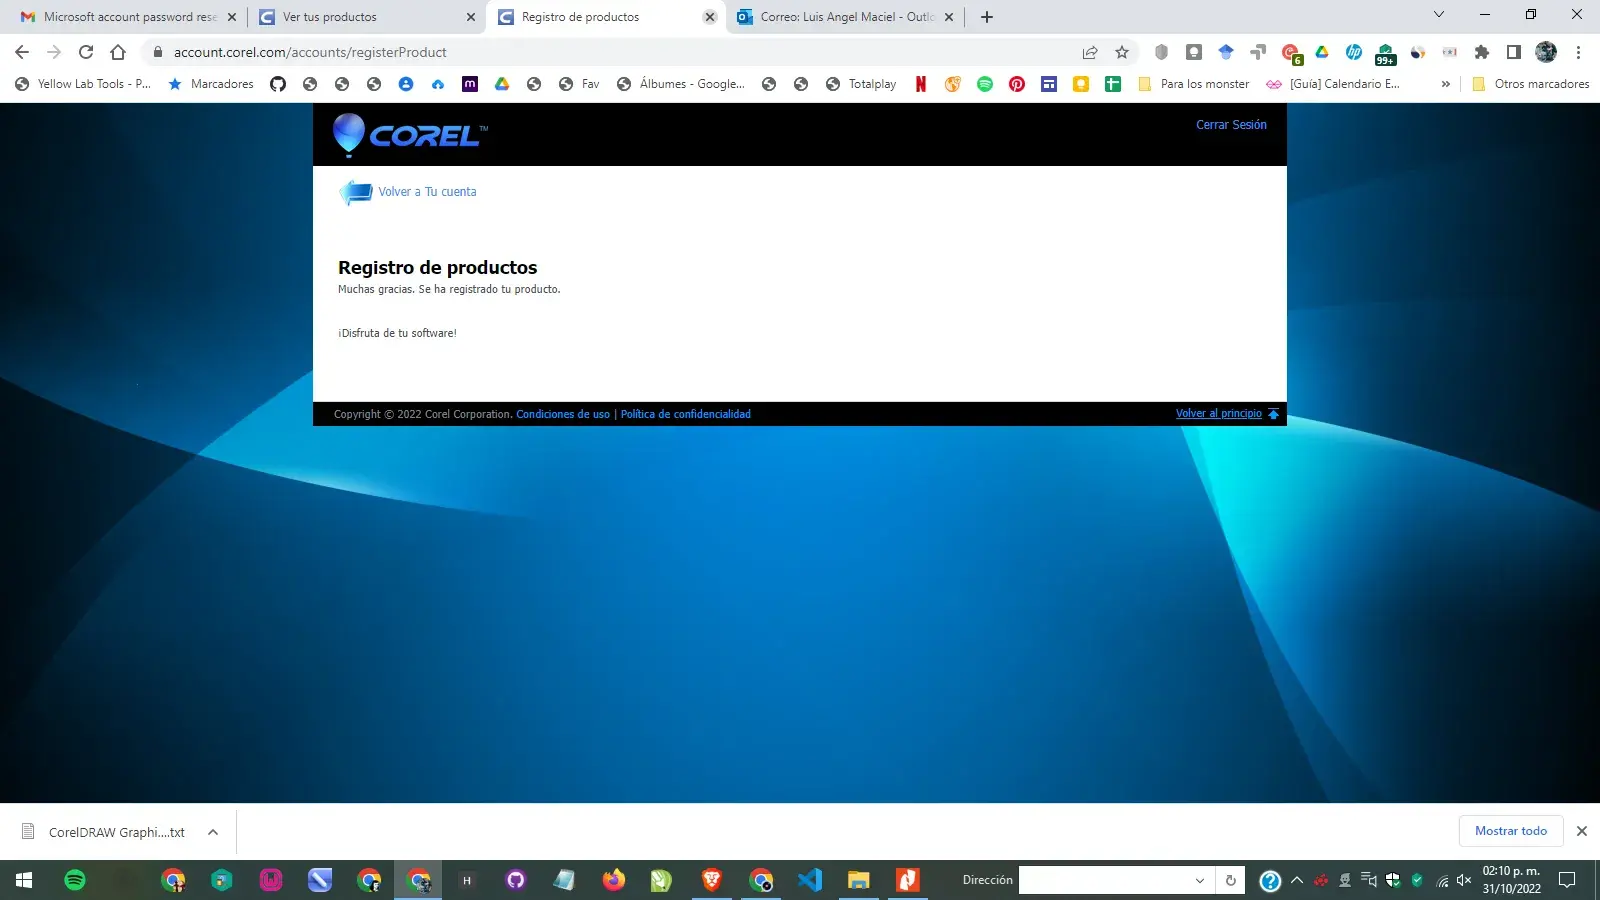 Microsoft account password rese
Ver tus productos
Registro de productos
Correo: Luis Angel Maciel - Outlo
account.corel.com/accounts/registerProduct
6
99+
Yellow Lab Tools - P...
Marcadores
Fav
Álbumes - Google...
Totalplay
Para los monster
[Guía] Calendario E...
»
Otros marcadores
COREL™
Cerrar Sesión
Volver a Tu cuenta
Registro de productos
Muchas gracias. Se ha registrado tu producto.
¡Disfruta de tu software!
Copyright © 2022 Corel Corporation. Condiciones de uso | Política de confidencialidad
Volver al principio
CorelDRAW Graphi....txt
Mostrar todo
Dirección
02:10 p. m.
31/10/2022